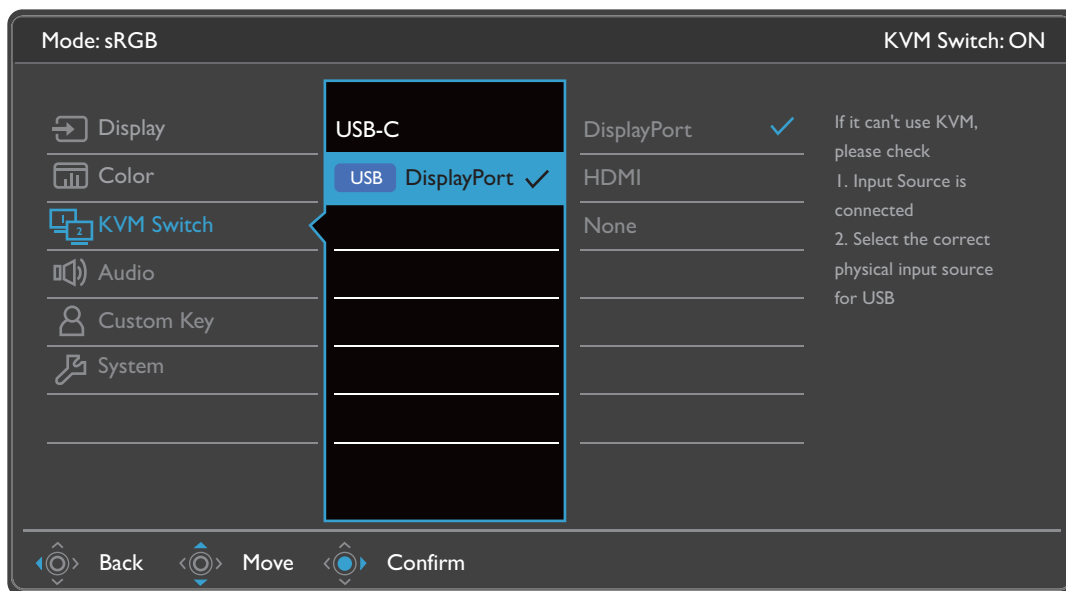 Mode: sRGB
KVM Switch: ON
Display
Color
1 2 KVM Switch
Audio
Custom Key
System
USB-C
USB DisplayPort
DisplayPort
HDMI
None
If it can't use KVM,
please check
1. Input Source is
connected
2. Select the correct
physical input source
for USB
Back
Move
Confirm